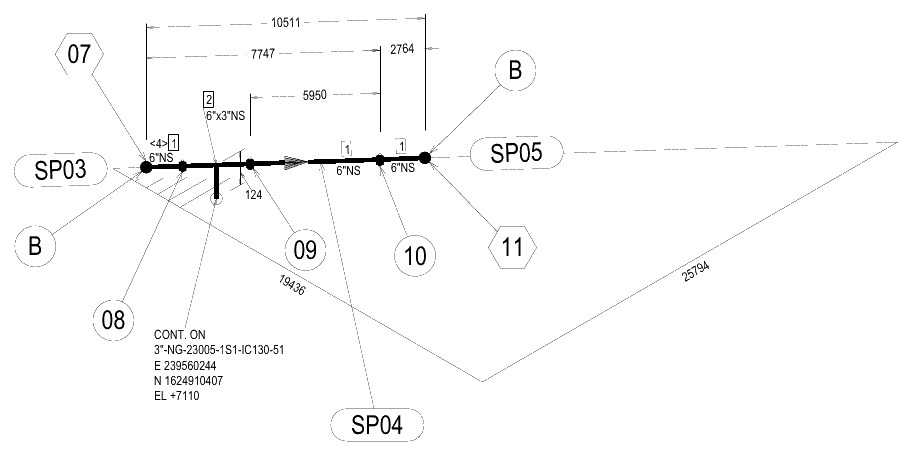 10511
07
7747
2764
B
2
6"x3"NS
5950
<4> 1
6"NS
1
6"NS
1
6"NS
SP03
SP05
124
B
09
10
11
19436
25794
08
CONT. ON
3"-NG-23005-1S1-IC130-51
E 239560244
N 1624910407
EL +7110
SP04